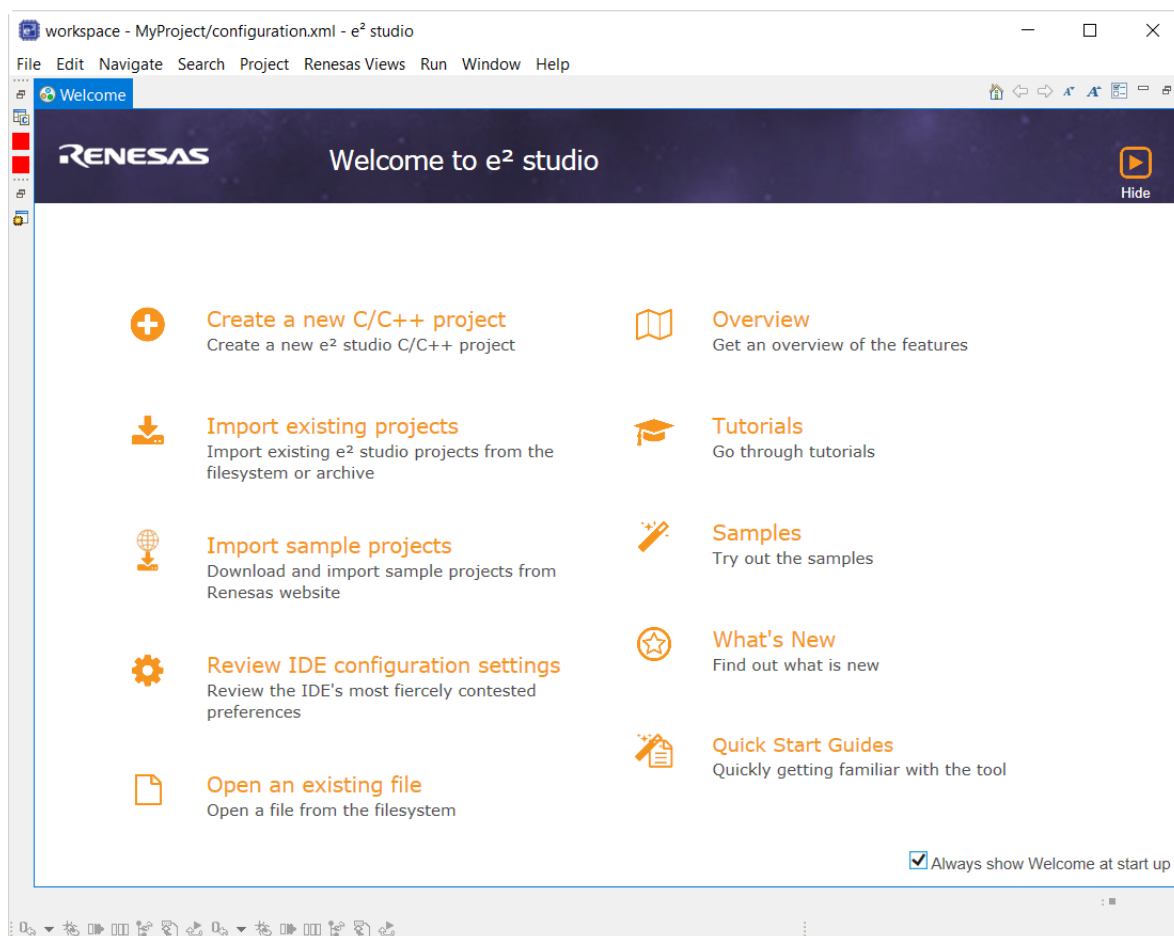 workspace - MyProject/configuration.xml - e² studio
File Edit Navigate Search Project Renesas Views Run Window Help
Welcome
RENESAS
Welcome to e² studio
Hide
Create a new C/C++ project
Create a new e² studio C/C++ project
Import existing projects
Import existing e² studio projects from the
filesystem or archive
Import sample projects
Download and import sample projects from
Renesas website
Review IDE configuration settings
Review the IDE's most fiercely contested
preferences
Open an existing file
Open a file from the filesystem
Overview
Get an overview of the features
Tutorials
Go through tutorials
Samples
Try out the samples
What's New
Find out what is new
Quick Start Guides
Quickly getting familiar with the tool
Always show Welcome at start up